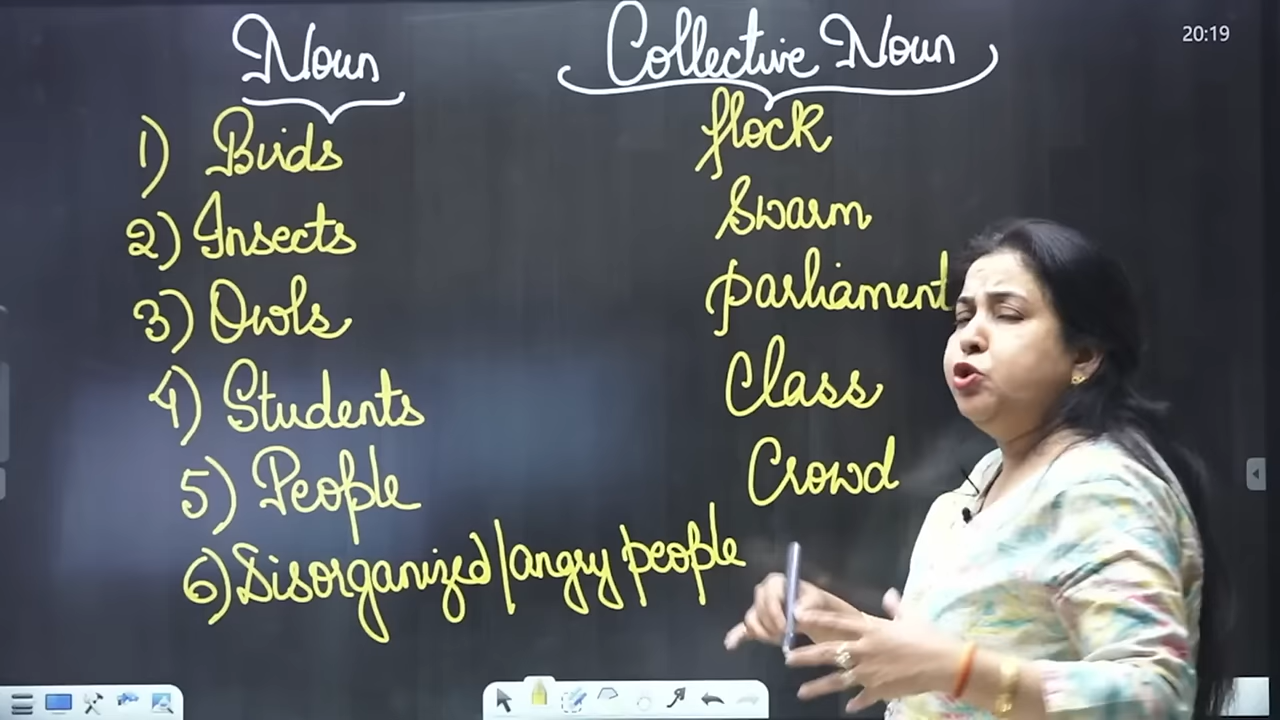 20:19
Noun Collective Noun
1) Birds flock
2) Insects Swarm
3) Owls parliament
4) Students Class
5) People Crowd
6) Disorganized/angry people